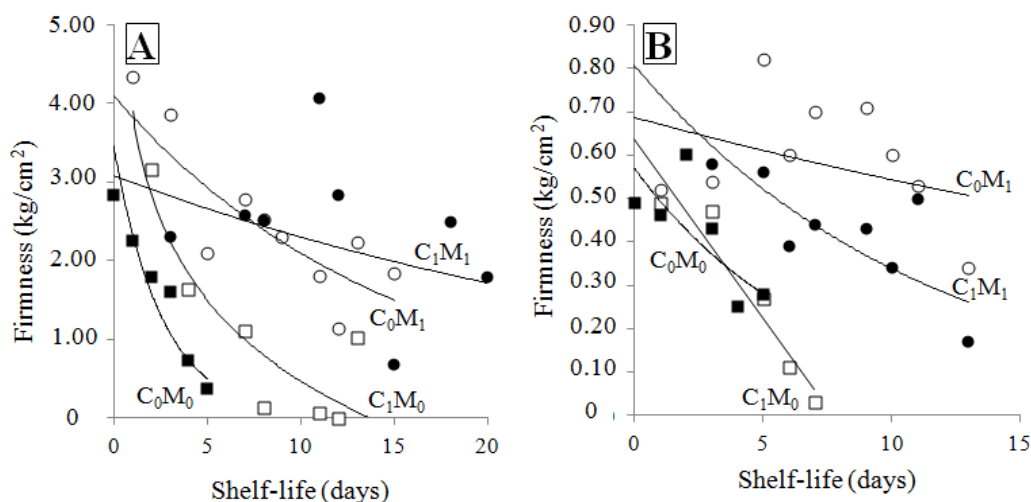 A
Firmness (kg/cm²)
5.00
4.00
3.00
2.00
1.00
0
C₁M₁
C₀M₁
C₀M₀
C₁M₀
0 5 10 15 20
Shelf-life (days)
B
Firmness (kg/cm²)
0.90
0.80
0.70
0.60
0.50
0.40
0.30
0.20
0.10
0
C₀M₁
C₀M₀
C₁M₁
C₁M₀
0 5 10 15
Shelf-life (days)